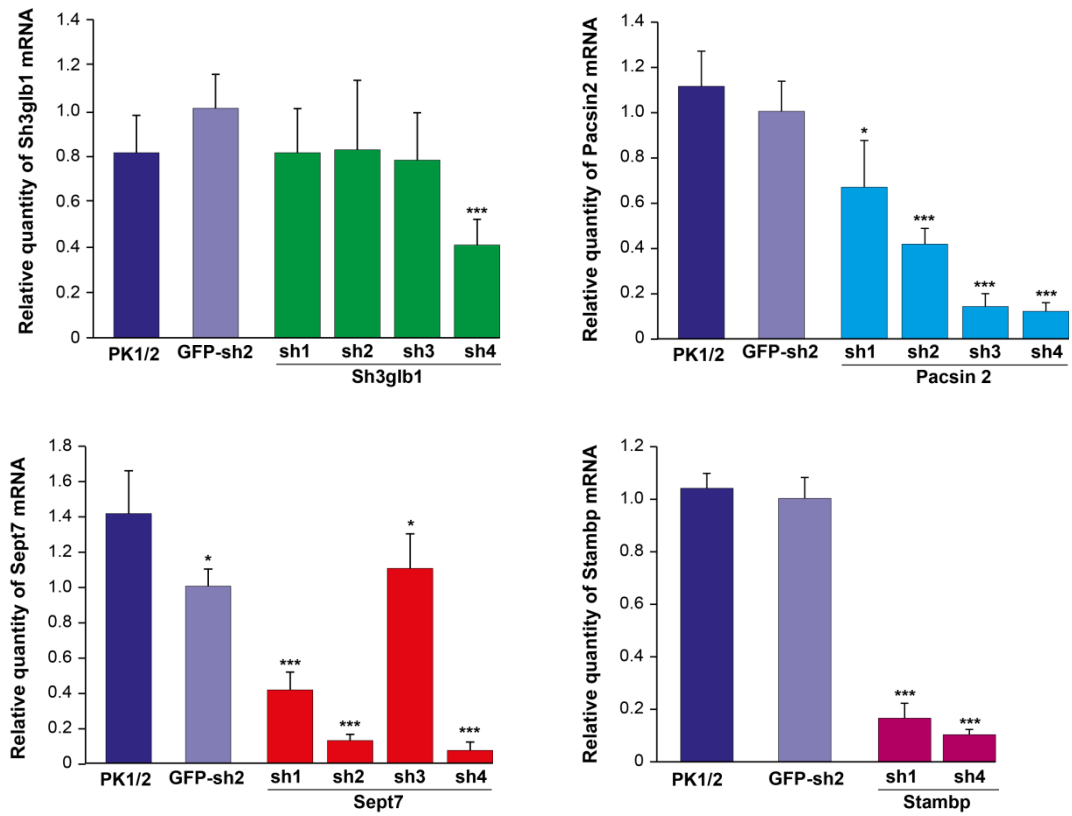 Relative quantity of Sh3glb1 mRNA
1.4
1.2
1.0
0.8
0.6
0.4
0.2
0
***
PK1/2 GFP-sh2 sh1 sh2 sh3 sh4
Sh3glb1
Relative quantity of Pacsin2 mRNA
1.4
1.2
1.0
0.8
0.6
0.4
0.2
0
* *** *** ***
PK1/2 GFP-sh2 sh1 sh2 sh3 sh4
Pacsin 2
Relative quantity of Sept7 mRNA
1.8
1.6
1.4
1.2
1.0
0.8
0.6
0.4
0.2
0
* *** *** * ***
PK1/2 GFP-sh2 sh1 sh2 sh3 sh4
Sept7
Relative quantity of Stambp mRNA
1.2
1.0
0.8
0.6
0.4
0.2
0
*** ***
PK1/2 GFP-sh2 sh1 sh4
Stambp